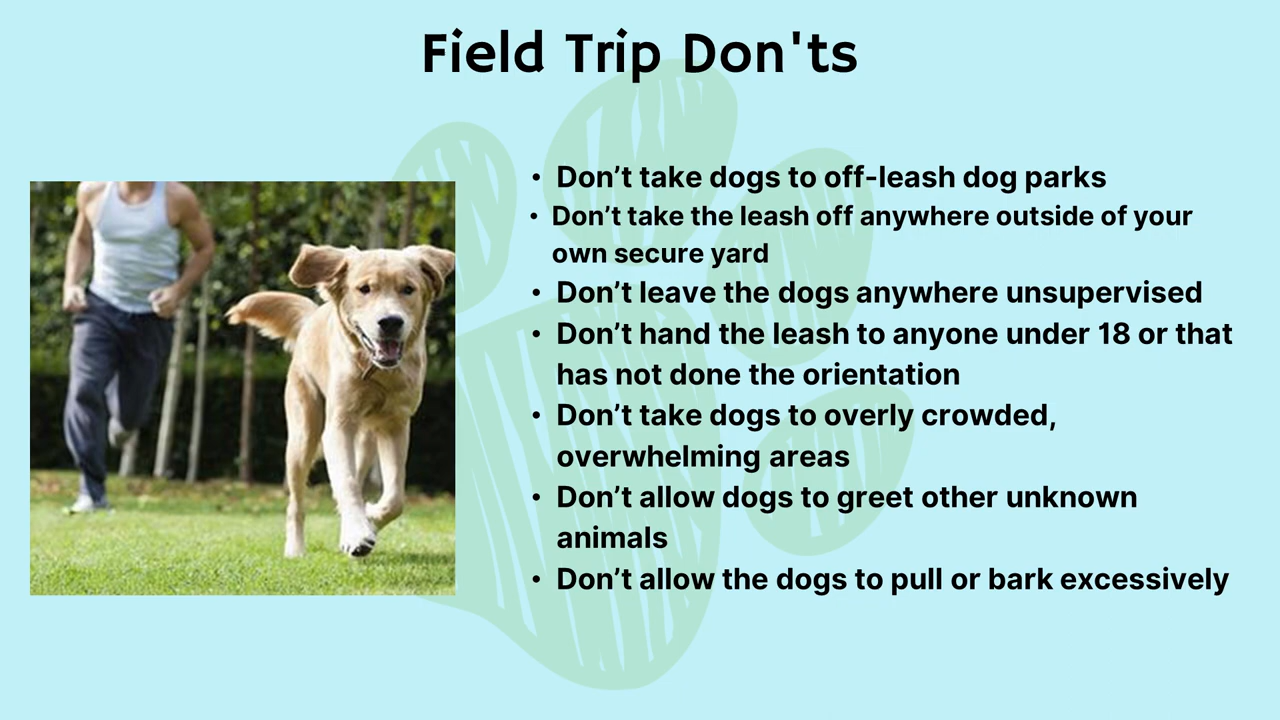 Field Trip Don'ts
• Don’t take dogs to off-leash dog parks
• Don’t take the leash off anywhere outside of your
own secure yard
• Don’t leave the dogs anywhere unsupervised
• Don’t hand the leash to anyone under 18 or that
has not done the orientation
• Don’t take dogs to overly crowded,
overwhelming areas
• Don’t allow dogs to greet other unknown
animals
• Don’t allow the dogs to pull or bark excessively